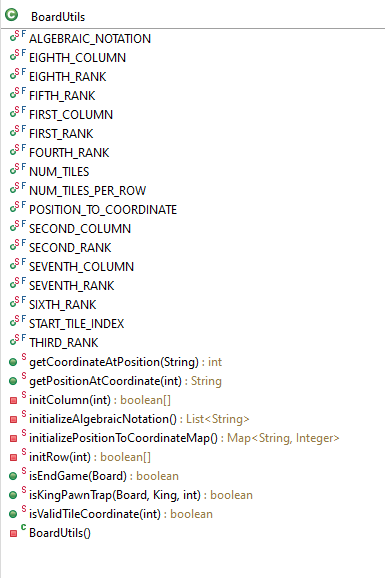 BoardUtils
S F ALGEBRAIC_NOTATION
S F EIGHTH_COLUMN
S F EIGHTH_RANK
S F FIFTH_RANK
S F FIRST_COLUMN
S F FIRST_RANK
S F FOURTH_RANK
S F NUM_TILES
S F NUM_TILES_PER_ROW
S F POSITION_TO_COORDINATE
S F SECOND_COLUMN
S F SECOND_RANK
S F SEVENTH_COLUMN
S F SEVENTH_RANK
S F SIXTH_RANK
S F START_TILE_INDEX
S F THIRD_RANK
S getCoordinateAtPosition(String) : int
S getPositionAtCoordinate(int) : String
S initColumn(int) : boolean[]
S initializeAlgebraicNotation() : List<String>
S initializePositionToCoordinateMap() : Map<String, Integer>
S initRow(int) : boolean[]
S isEndGame(Board) : boolean
S isKingPawnTrap(Board, King, int) : boolean
S isValidTileCoordinate(int) : boolean
C BoardUtils()